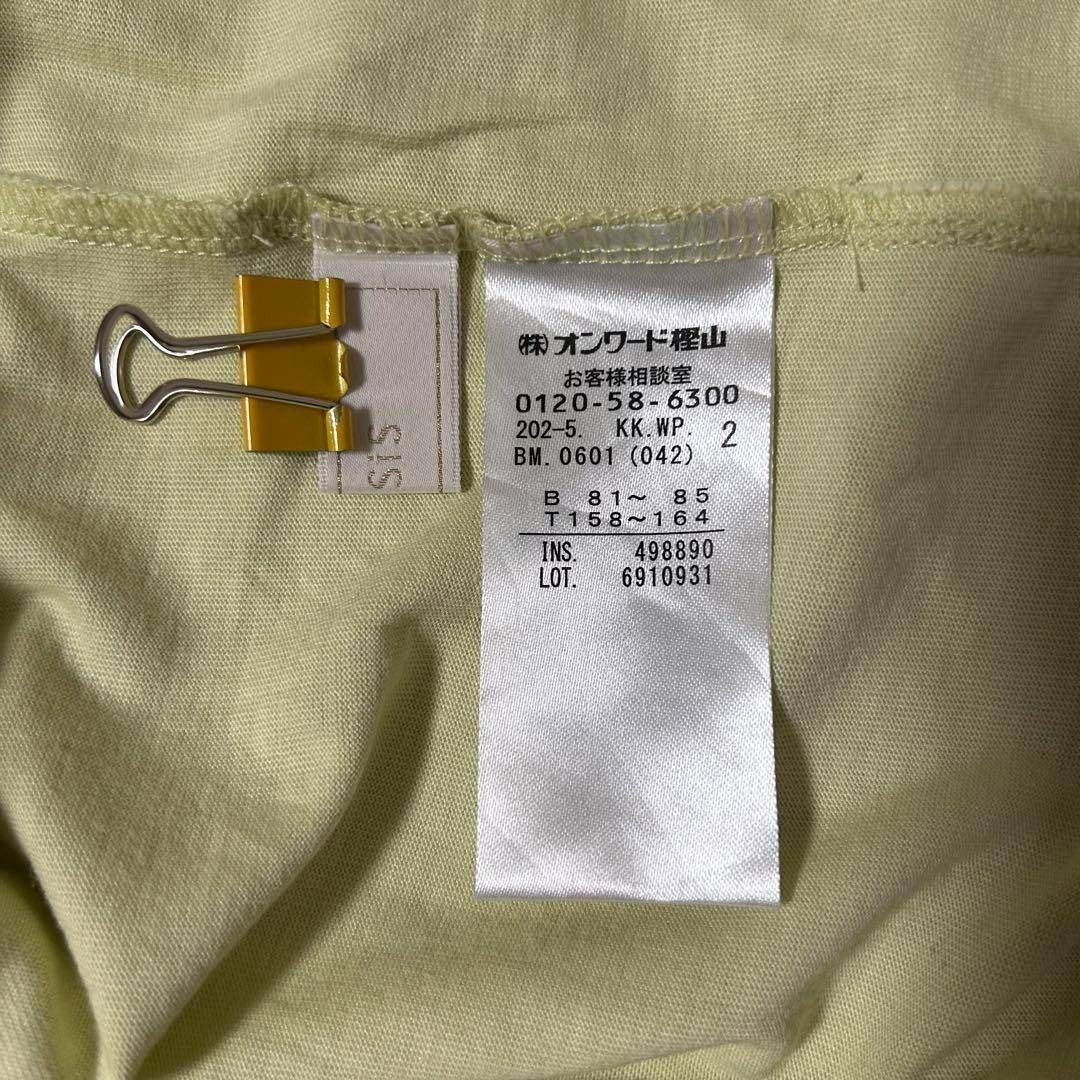 sis
㈱オンワード樫山
お客様相談室
0120-58-6300
202-5. KK.WP. 2
BM.0601(042)
B 81～ 85
T158～164
INS. 498890
LOT. 6910931